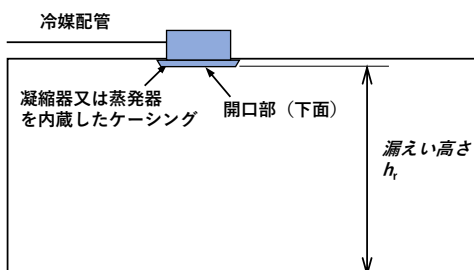 冷媒配管
凝縮器又は蒸発器
を内蔵したケーシング
開口部（下面）
漏えい高さ
hr